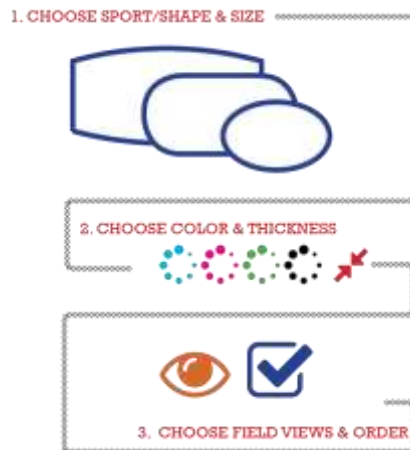 1. CHOOSE SPORT/SHAPE & SIZE
2. CHOOSE COLOR & THICKNESS
3. CHOOSE FIELD VIEWS & ORDER